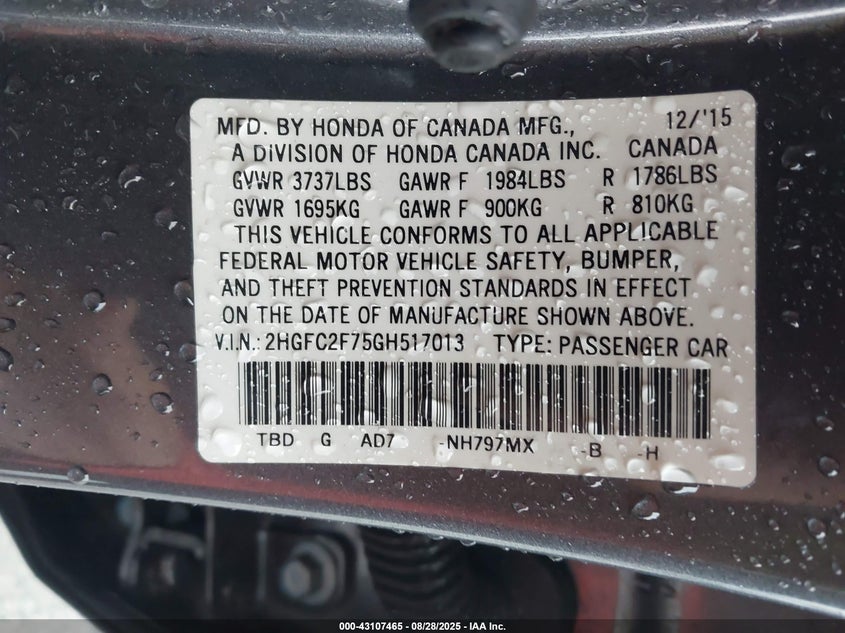 MFD. BY HONDA OF CANADA MFG., 12/'15
A DIVISION OF HONDA CANADA INC. CANADA
GVWR 3737LBS GAWR F 1984LBS R 1786LBS
GVWR 1695KG GAWR F 900KG R 810KG
THIS VEHICLE CONFORMS TO ALL APPLICABLE
FEDERAL MOTOR VEHICLE SAFETY, BUMPER,
AND THEFT PREVENTION STANDARDS IN EFFECT
ON THE DATE OF MANUFACTURE SHOWN ABOVE.
V.I.N.: 2HGFC2F75GH517013 TYPE: PASSENGER CAR
TBD G AD7 -NH797MX -B -H
000-43107465 - 08/28/2025 - IAA Inc.